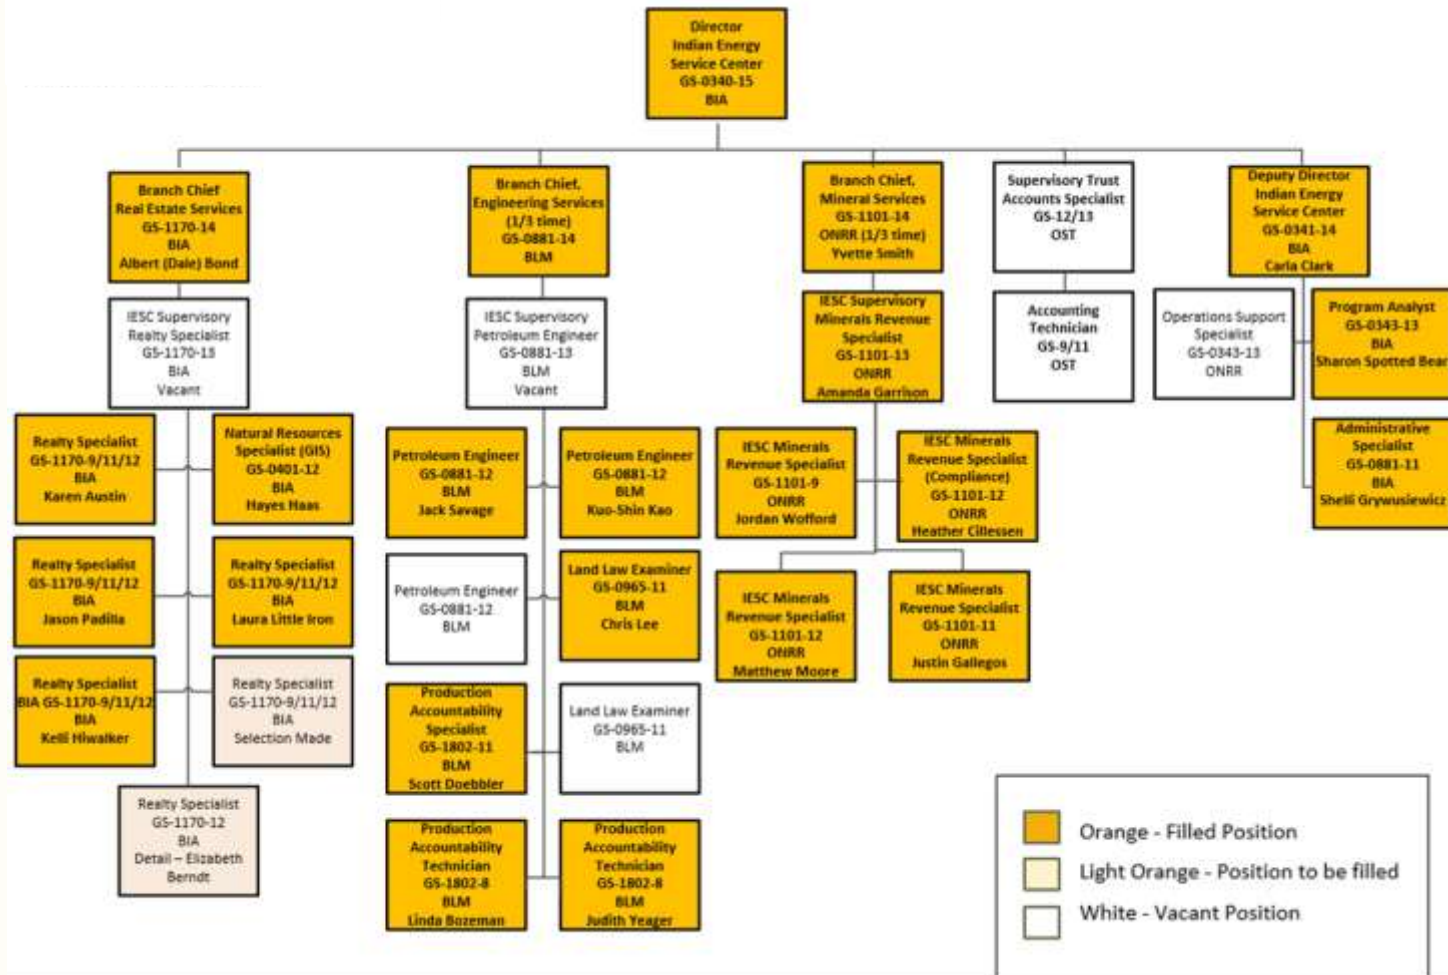 Director
Indian Energy
Service Center
GS-0340-15
BIA
Branch Chief
Real Estate Services
GS-1170-14
BIA
Albert (Dale) Bond
Branch Chief,
Engineering Services
(1/3 time)
GS-0881-14
BLM
Branch Chief,
Mineral Services
GS-1101-14
ONRR (1/3 time)
Yvette Smith
Supervisory Trust
Accounts Specialist
GS-12/13
OST
Deputy Director
Indian Energy
Service Center
GS-0341-14
BIA
Carla Clark
IESC Supervisory
Realty Specialist
GS-1170-13
BIA
Vacant
IESC Supervisory
Petroleum Engineer
GS-0881-13
BLM
Vacant
IESC Supervisory
Minerals Revenue
Specialist
GS-1101-13
ONRR
Amanda Garrison
Accounting
Technician
GS-9/11
OST
Operations Support
Specialist
GS-0343-13
ONRR
Program Analyst
GS-0343-13
BIA
Sharon Spotted Bear
Realty Specialist
GS-1170-9/11/12
BIA
Karen Austin
Natural Resources
Specialist (GIS)
GS-0401-12
BIA
Hayes Haas
Petroleum Engineer
GS-0881-12
BLM
Jack Savage
Petroleum Engineer
GS-0881-12
BLM
Kuo-Shin Kao
IESC Minerals
Revenue Specialist
GS-1101-9
ONRR
Jordan Wofford
IESC Minerals
Revenue Specialist
(Compliance)
GS-1101-12
ONRR
Heather Cillessen
Administrative
Specialist
GS-0881-11
BIA
Shelli Grywusiewicz
Realty Specialist
GS-1170-9/11/12
BIA
Jason Padilla
Realty Specialist
GS-1170-9/11/12
BIA
Laura Little Iron
Petroleum Engineer
GS-0881-12
BLM
Land Law Examiner
GS-0965-11
BLM
Chris Lee
IESC Minerals
Revenue Specialist
GS-1101-12
ONRR
Matthew Moore
IESC Minerals
Revenue Specialist
GS-1101-11
ONRR
Justin Gallegos
Realty Specialist
BIA GS-1170-9/11/12
BIA
Kelli Hiwalker
Realty Specialist
GS-1170-9/11/12
BIA
Selection Made
Production
Accountability
Specialist
GS-1802-11
BLM
Scott Doebbler
Land Law Examiner
GS-0965-11
BLM
Realty Specialist
GS-1170-12
BIA
Detail – Elizabeth
Berndt
Production
Accountability
Technician
GS-1802-8
BLM
Linda Bozeman
Production
Accountability
Technician
GS-1802-8
BLM
Judith Yeager
Orange - Filled Position
Light Orange - Position to be filled
White - Vacant Position